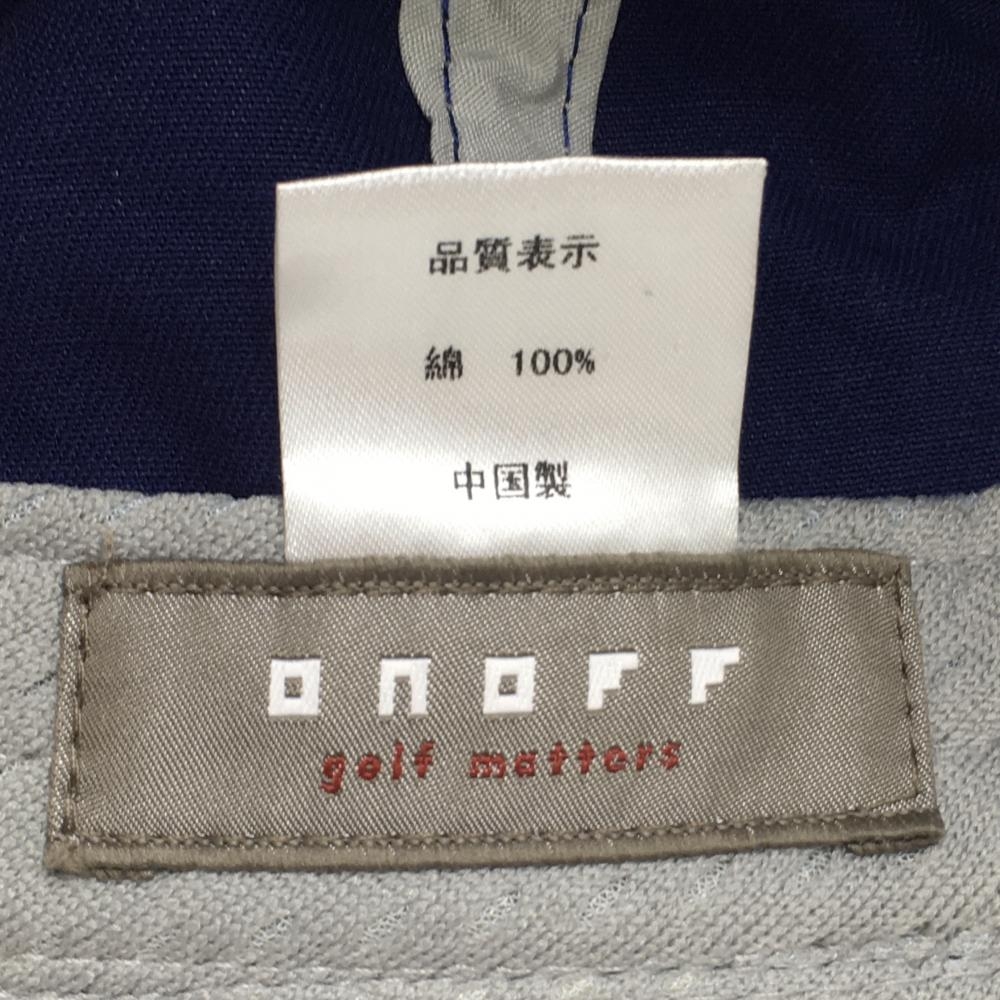 品質表示
綿 100%
中国製
onoff
golf matters